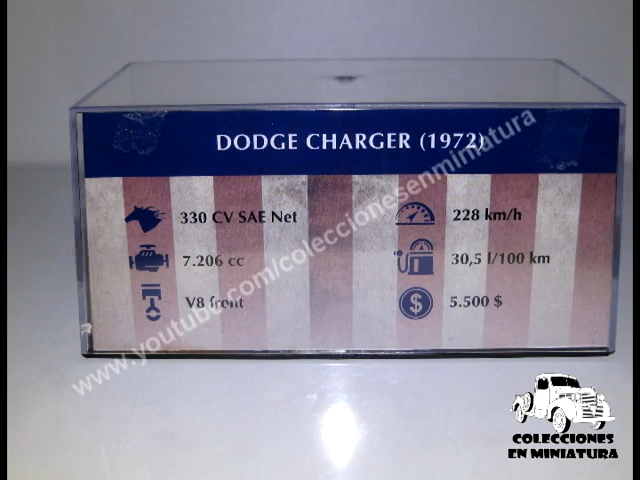 DODGE CHARGER (1972)
330 CV SAE Net
228 km/h
7.206 cc
30,5 l/100 km
V8 front
$
5.500 $
www.youtube.com/coleccionesenminiatura
COLECCIONES
EN MINIATURA